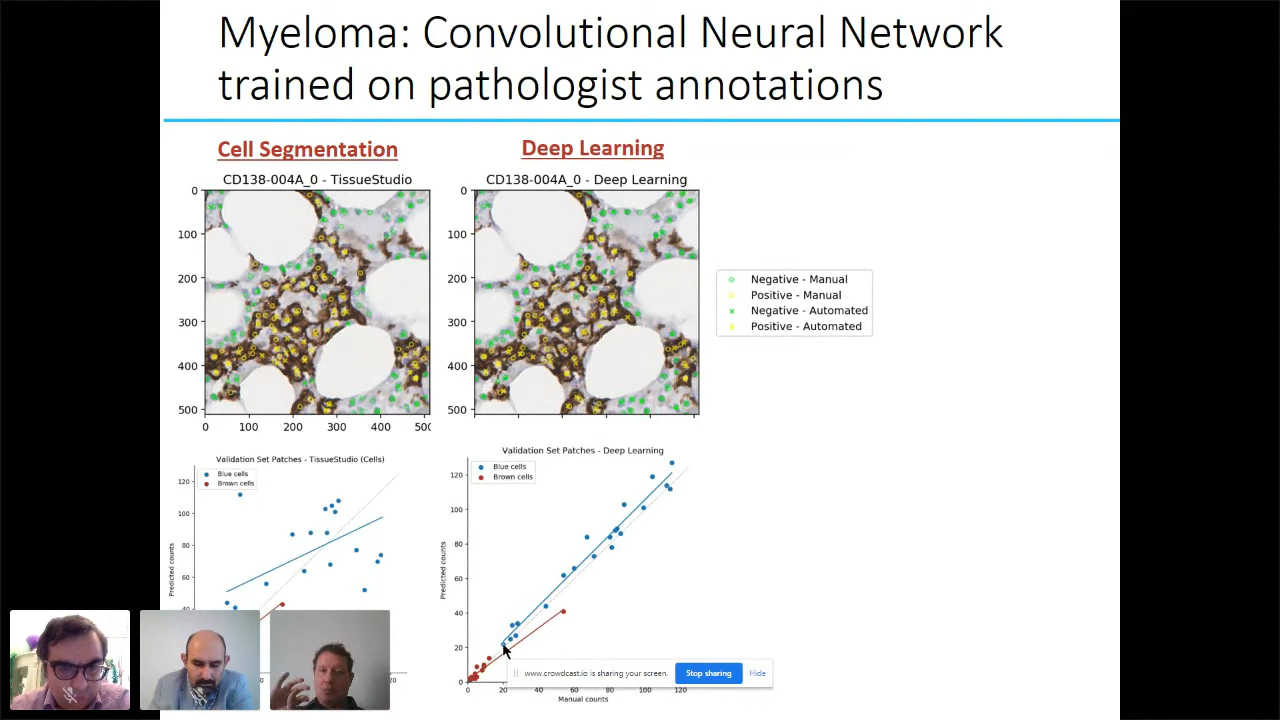 Myeloma: Convolutional Neural Network
trained on pathologist annotations
Cell Segmentation
Deep Learning
CD138-004A_0 - TissueStudio
0
100
200
300
400
500
0 100 200 300 400 500
CD138-004A_0 - Deep Learning
0
100
200
300
400
500
Negative - Manual
Positive - Manual
Negative - Automated
Positive - Automated
Validation Set Patches - TissueStudio (Cells)
Blue cells
Brown cells
120
100
80
60
40
Predicted counts
20
Validation Set Patches - Deep Learning
Blue cells
Brown cells
120
100
80
60
40
20
0
Predicted counts
0 20 40 60 80 100 120
Manual counts
www.crowdcast.io is sharing your screen.
Stop sharing
Hide